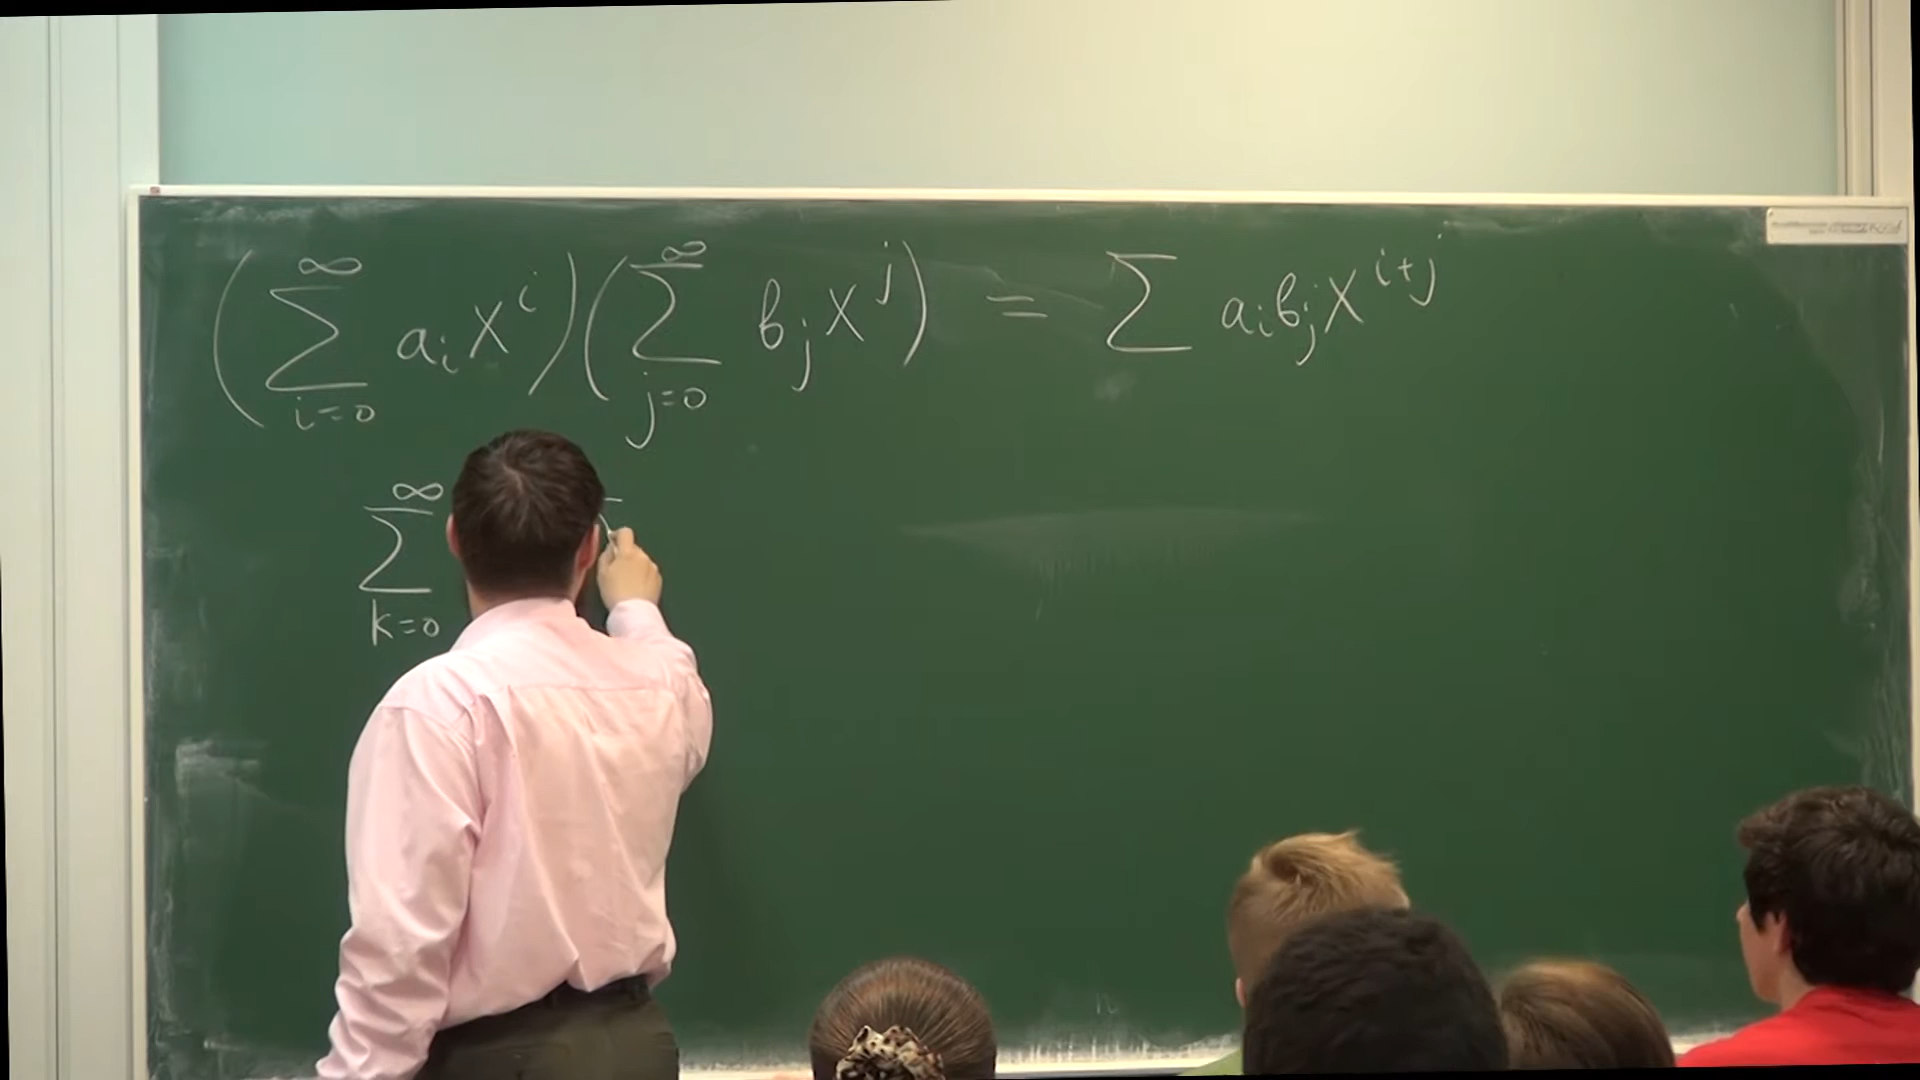 (∑_{i=0}^{∞} a_i x^i)(∑_{j=0}^{∞} b_j x^j) = ∑ a_i b_j x^{i+j}
∑_{k=0}^{∞}